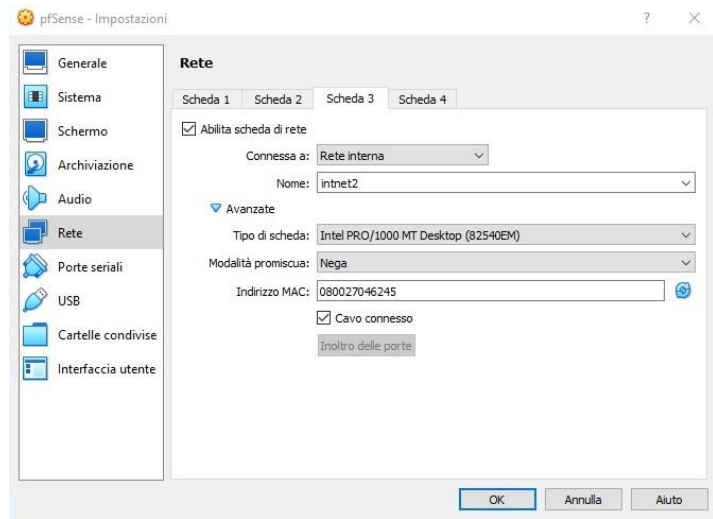 pfSense - Impostazioni
?
Generale
Sistema
Schermo
Archiviazione
Audio
Rete
Porte seriali
USB
Cartelle condivise
Interfaccia utente
Rete
Scheda 1 Scheda 2 Scheda 3 Scheda 4
Abilita scheda di rete
Connessa a: Rete interna
Nome: intnet2
Avanzate
Tipo di scheda: Intel PRO/1000 MT Desktop (82540EM)
Modalità promiscua: Nega
Indirizzo MAC: 080027046245
Cavo connesso
Inoltro delle porte
OK Annulla Aiuto